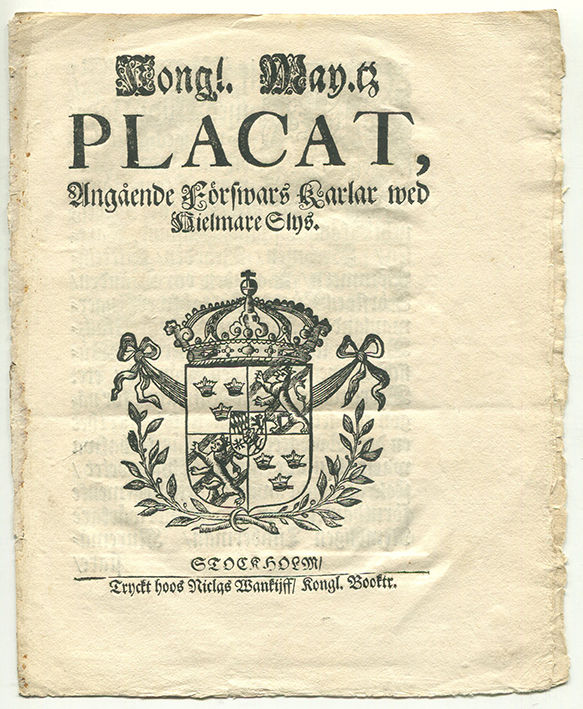 Kongl. May.tz
PLACAT,
Angående Förswars Karlar wed
Hielmare Slys.
STOCKHOLM/
Tryckt hoos Niclas Wankijff/ Kongl. Booktr.